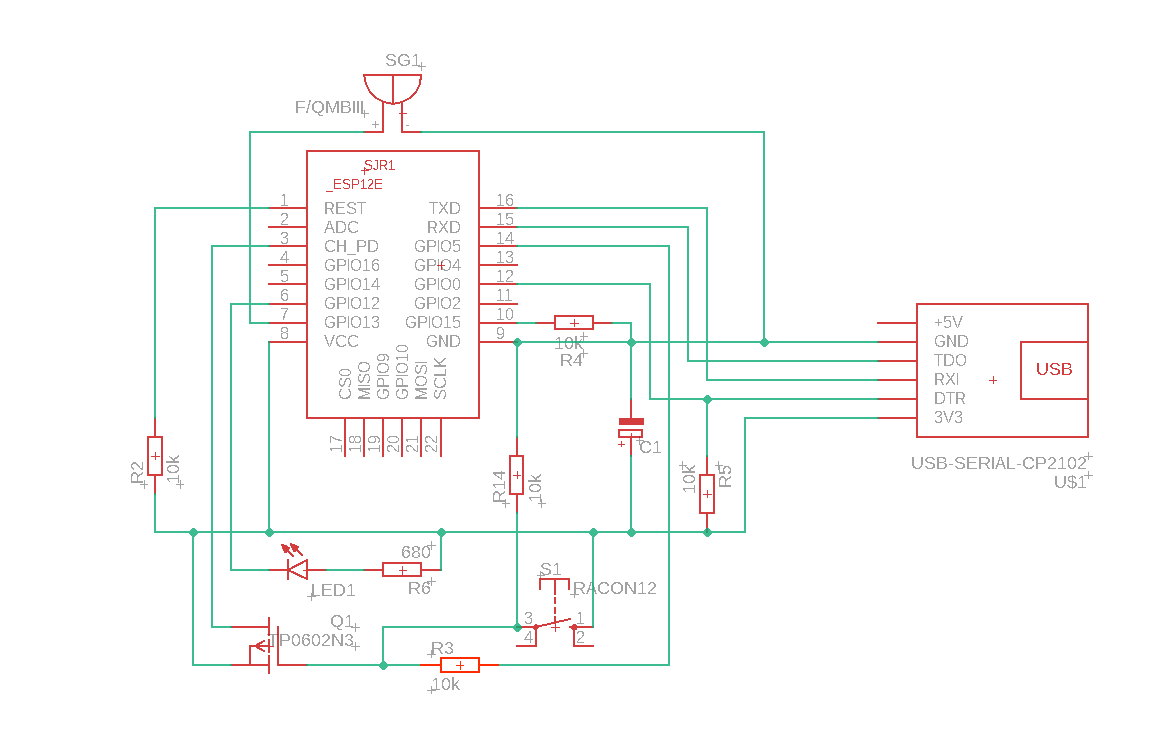 SG1
F/QMBIII
+
-
SJR1
_ESP12E
1 REST TXD 16
2 ADC RXD 15
3 CH_PD GPIO5 14
4 GPIO16 GPIO4 13
5 GPIO14 GPIO0 12
6 GPIO12 GPIO2 11
7 GPIO13 GPIO15 10
8 VCC GND 9
CS0
MISO
GPIO9
GPIO10
MOSI
SCLK
17
18
19
20
21
22
10k
R4
+5V
GND
TDO
RXI
DTR
3V3
USB
USB-SERIAL-CP2102
U$1
C1
+
R2
10k
R14
10k
10k
R5
680
R6
LED1
S1
RACON12
3
4
1
2
Q1
TP0602N3
R3
10k